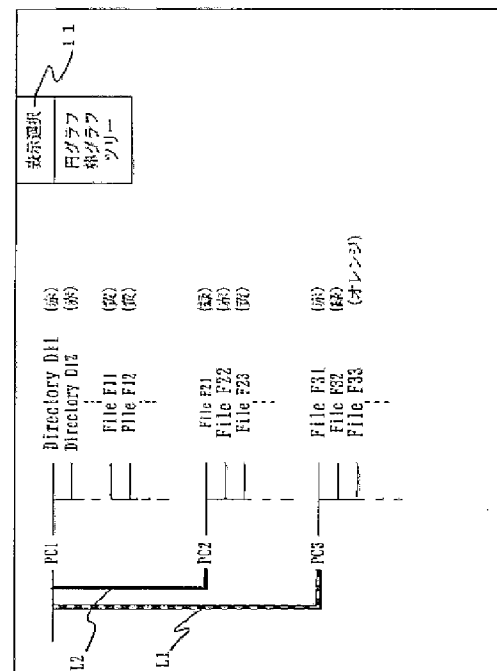 11
表示選択
円グラフ
棒グラフ
ツリー
PC1
Directory D11 (赤)
Directory D12 (赤)
File F11 (黄)
File F12 (黄)
PC2
File F21 (緑)
File F22 (赤)
File F23 (黄)
PC3
File F31 (赤)
File F32 (緑)
File F33 (オレンジ)
L2
L1